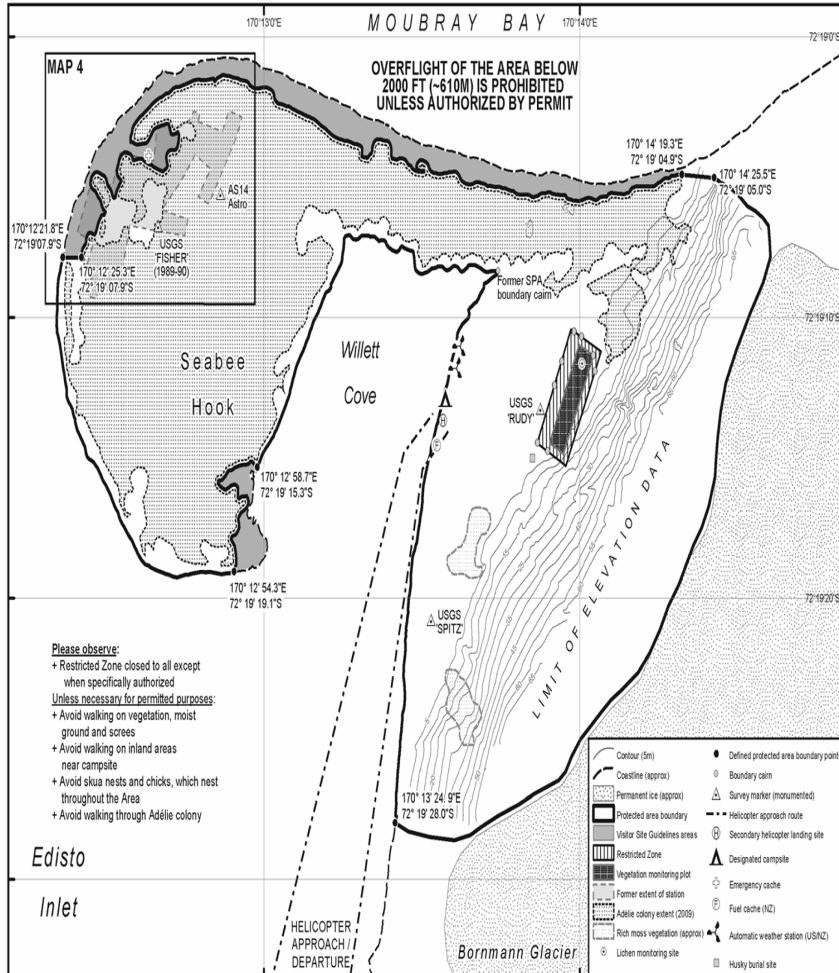 170°13'0"E
MOUBRAY BAY
170°14'0"E
72°19'0"S
MAP 4
OVERFLIGHT OF THE AREA BELOW
2000 FT (~610M) IS PROHIBITED
UNLESS AUTHORIZED BY PERMIT
170° 14' 19.3"E
72° 19' 04.9"S
170° 14' 25.5"E
72° 19' 05.0"S
AS14
Astro
170°12'21.8"E
72°19'07.9"S
USGS
'FISHER'
(1989-90)
170° 12' 25.3"E
72° 19' 07.9"S
Former SPA
boundary cairn
72°19'10"S
Seabee
Hook
Willett
Cove
USGS
'RUDY'
H
F
170° 12' 58.7"E
72° 19' 15.3"S
170° 12' 54.3"E
72° 19' 19.1"S
72°19'20"S
USGS
'SPITZ'
LIMIT OF ELEVATION DATA
Please observe:
+ Restricted Zone closed to all except
when specifically authorized
Unless necessary for permitted purposes:
+ Avoid walking on vegetation, moist
ground and screes
+ Avoid walking on inland areas
near campsite
+ Avoid skua nests and chicks, which nest
throughout the Area
+ Avoid walking through Adélie colony
170° 13' 24.9"E
72° 19' 28.0"S
Edisto
Inlet
HELICOPTER
APPROACH /
DEPARTURE
Bornmann Glacier
Contour (5m)
Coastline (approx)
Permanent ice (approx)
Protected area boundary
Visitor Site Guidelines areas
Restricted Zone
Vegetation monitoring plot
Former extent of station
Adélie colony extent (2009)
Rich moss vegetation (approx)
Lichen monitoring site
Defined protected area boundary point
Boundary cairn
Survey marker (monumented)
Helicopter approach route
H Secondary helicopter landing site
Designated campsite
Emergency cache
F Fuel cache (NZ)
Automatic weather station (US/NZ)
Husky burial site